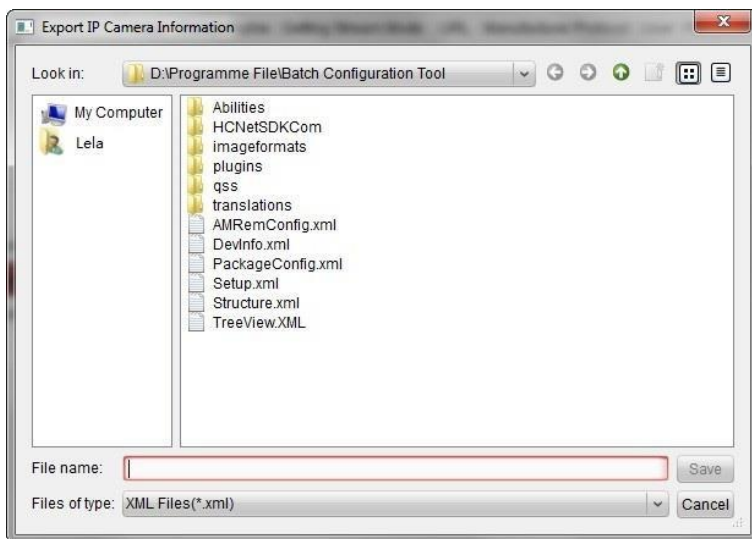 Export IP Camera Information
Look in:
D:\Programme File\Batch Configuration Tool
My Computer
Lela
Abilities
HCNetSDKCom
imageformats
plugins
qss
translations
AMRemConfig.xml
DevInfo.xml
PackageConfig.xml
Setup.xml
Structure.xml
TreeView.XML
File name:
Save
Files of type:
XML Files(*.xml)
Cancel